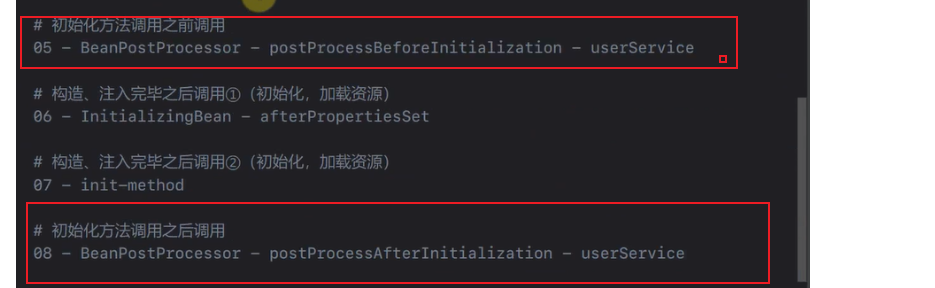 # 初始化方法调用之前调用
05 - BeanPostProcessor - postProcessBeforeInitialization - userService
# 构造、注入完毕之后调用①（初始化，加载资源）
06 - InitializingBean - afterPropertiesSet
# 构造、注入完毕之后调用②（初始化，加载资源）
07 - init-method
# 初始化方法调用之后调用
08 - BeanPostProcessor - postProcessAfterInitialization - userService